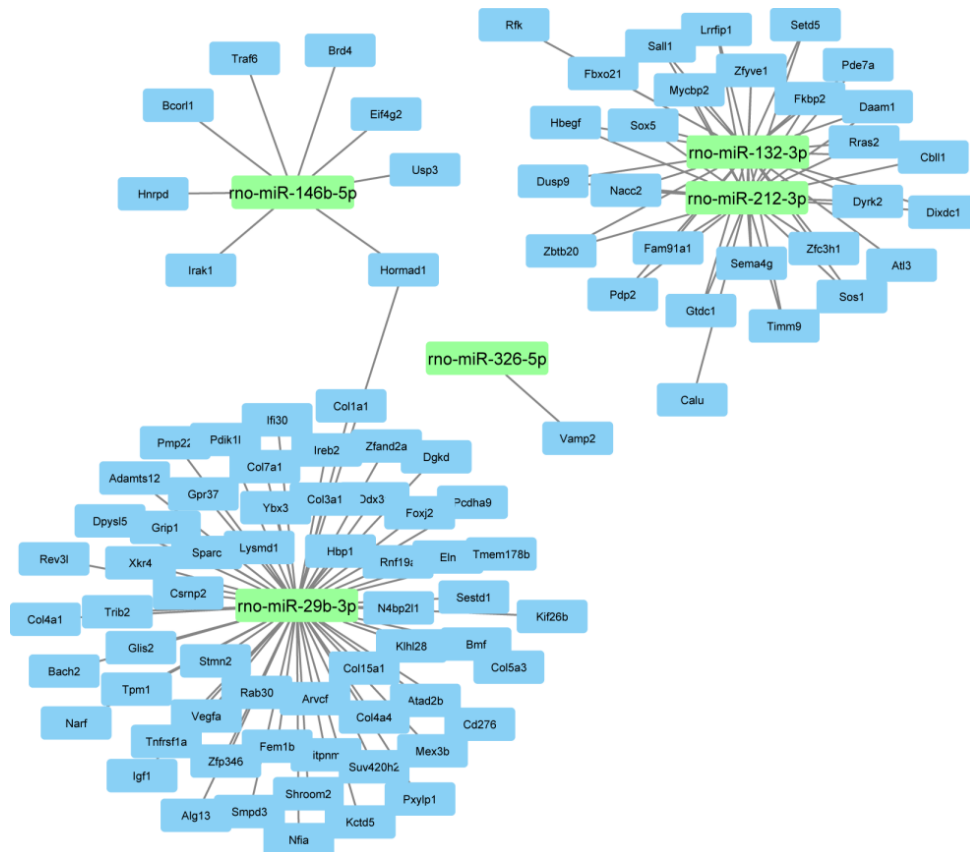 Rfk
Lrrfip1
Setd5
Brd4
Traf6
Sall1
Fbxo21
Zfyve1
Pde7a
Mycbp2
Fkbp2
Bcorl1
Daam1
Eif4g2
Hbegf
Sox5
Rras2
rno-miR-132-3p
Cbll1
Usp3
Dusp9
Nacc2
rno-miR-146b-5p
Hnrpd
rno-miR-212-3p
Dyrk2
Dixdc1
Zbtb20
Fam91a1
Zfc3h1
Sema4g
Irak1
Hormad1
Atl3
Pdp2
Sos1
Gtdc1
Timm9
rno-miR-326-5p
Col1a1
Calu
Ifi30
Vamp2
Pmp22
Pdik1l
Ireb2
Zfand2a
Dgkd
Col7a1
Adamts12
Gpr37
Ybx3
Col3a1
Ddx3
Pcdha9
Foxj2
Dpysl5
Grip1
Rev3l
Xkr4
Sparc
Lysmd1
Hbp1
Rnf19a
Eln
Tmem178b
Csrnp2
Sestd1
Col4a1
Trib2
rno-miR-29b-3p
N4bp2l1
Kif26b
Glis2
Bach2
Stmn2
Klhl28
Bmf
Col5a3
Col15a1
Tpm1
Rab30
Arvcf
Atad2b
Narf
Vegfa
Col4a4
Cd276
Tnfrsf1a
Fem1b
itpnm
Mex3b
Zfp346
Suv420h2
Igf1
Shroom2
Pxylp1
Alg13
Smpd3
Kctd5
Nfia